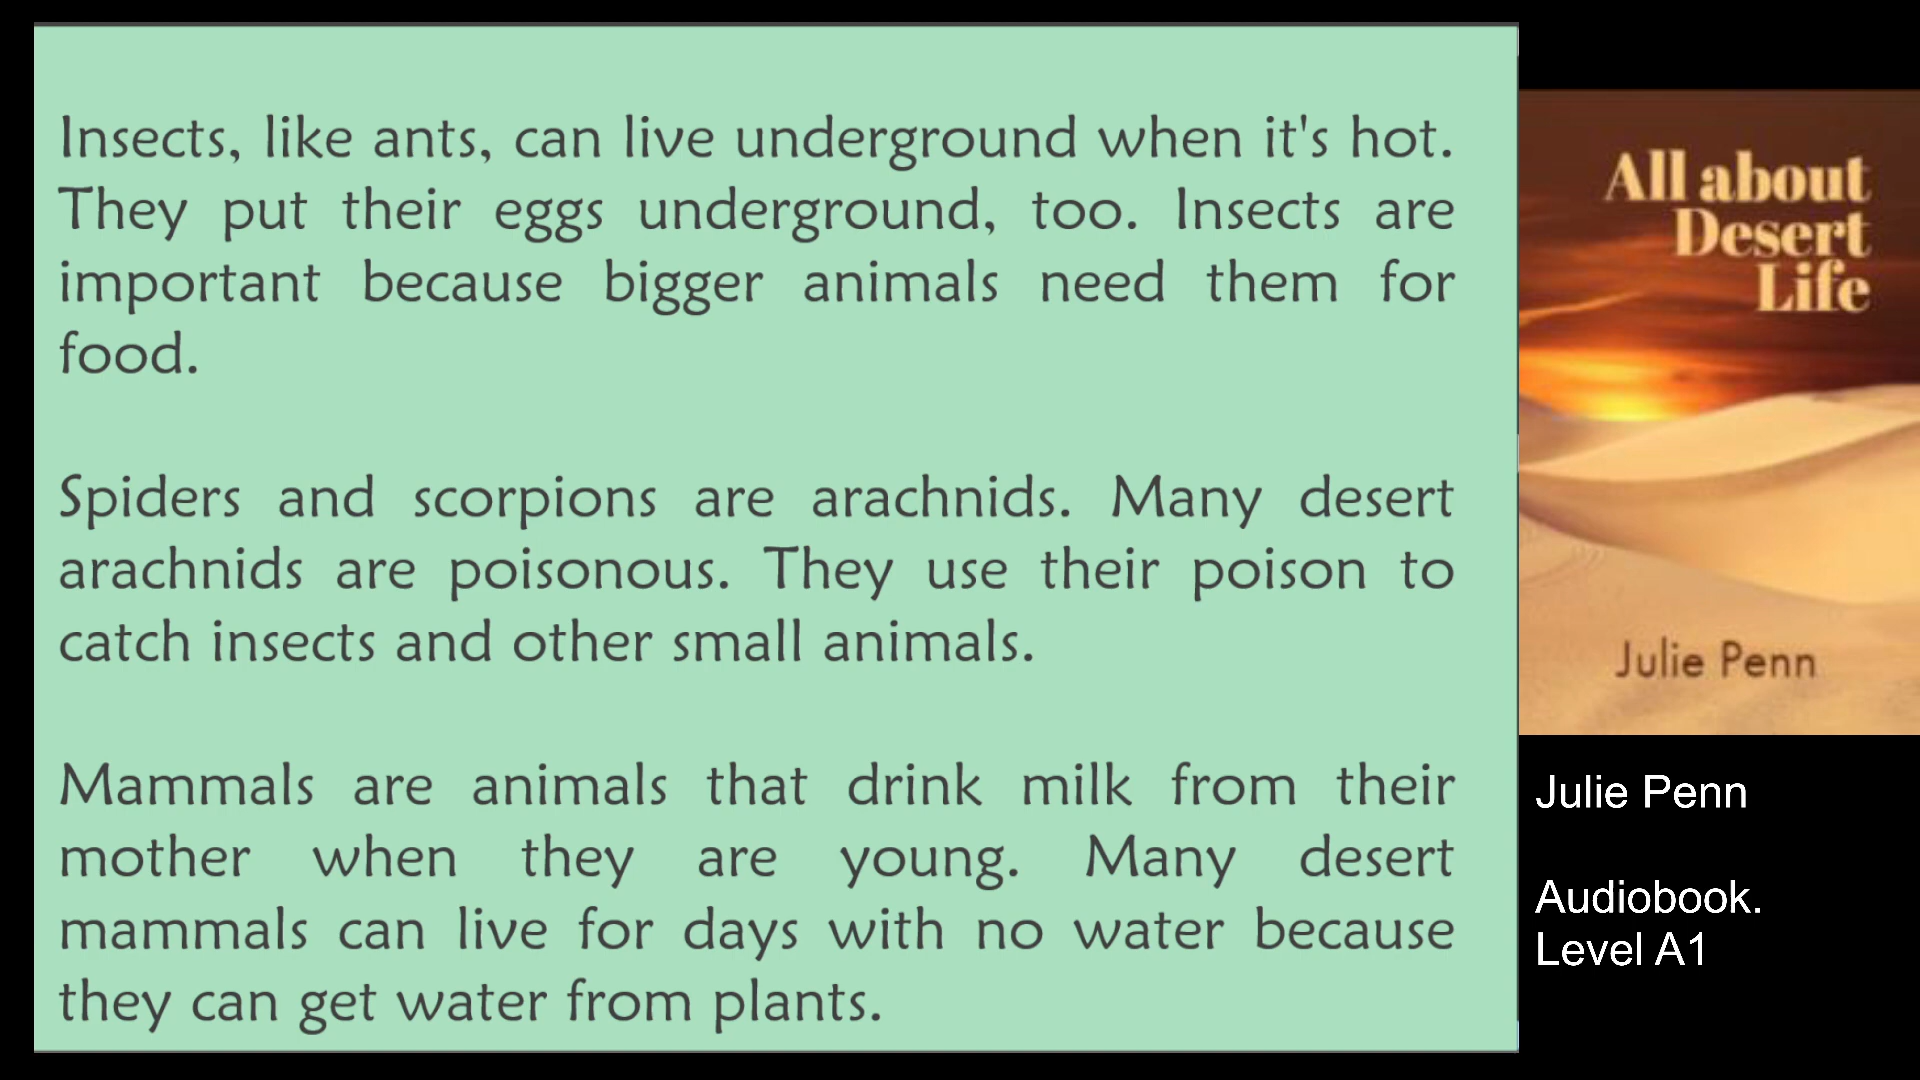 Insects, like ants, can live underground when it's hot.
They put their eggs underground, too. Insects are
important because bigger animals need them for
food.
Spiders and scorpions are arachnids. Many desert
arachnids are poisonous. They use their poison to
catch insects and other small animals.
Mammals are animals that drink milk from their
mother when they are young. Many desert
mammals can live for days with no water because
they can get water from plants.
All about
Desert
Life
Julie Penn
Julie Penn
Audiobook.
Level A1